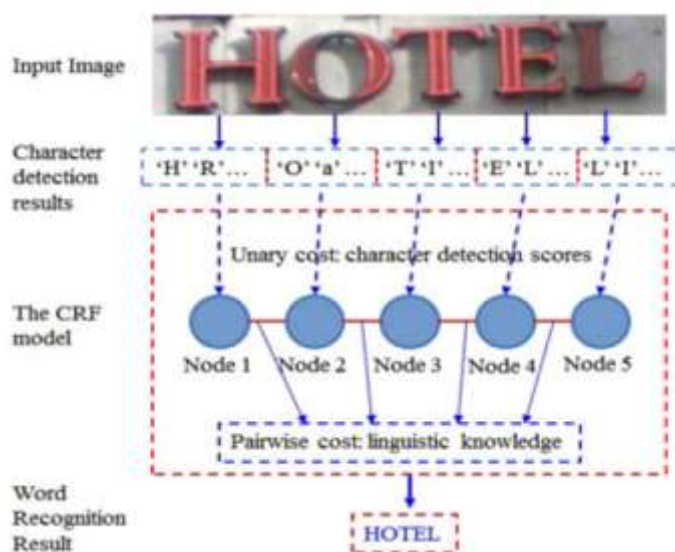 Input Image
HOTEL
Character
detection
results
‘H’ ‘R’… ‘O’ ‘a’… ‘T’ ‘I’… ‘E’ ‘L’… ‘L’ ‘I’…
Unary cost: character detection scores
The CRF
model
Node 1 Node 2 Node 3 Node 4 Node 5
Pairwise cost: linguistic knowledge
Word
Recognition
Result
HOTEL